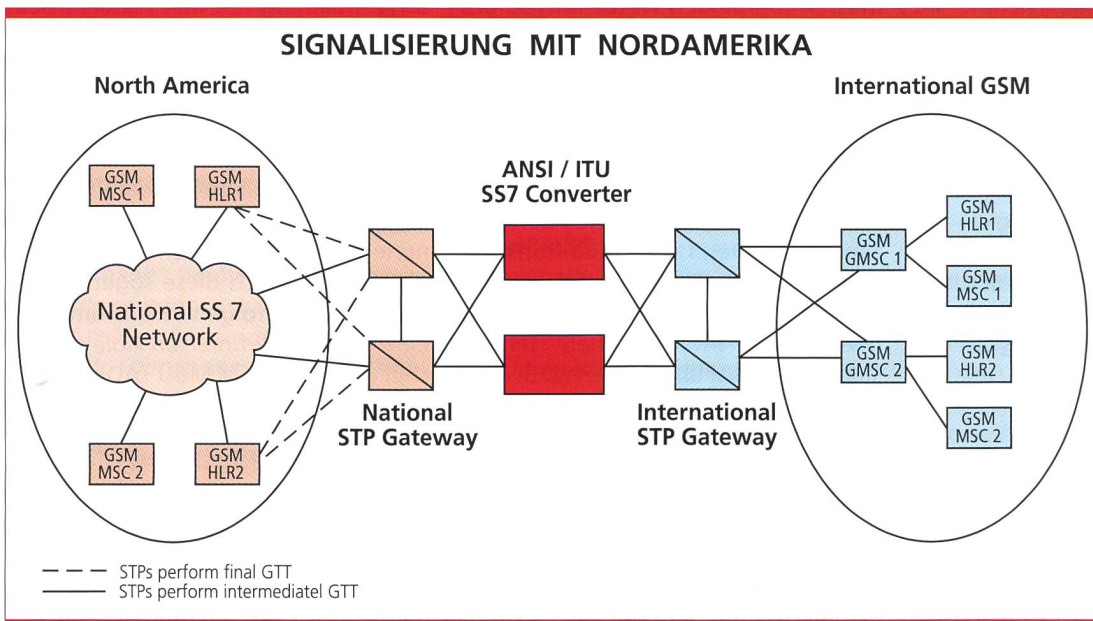 SIGNALISIERUNG MIT NORDAMERIKA
North America
International GSM
GSM
MSC 1
GSM
HLR1
ANSI / ITU
SS7 Converter
GSM
HLR1
GSM
GMSC 1
GSM
MSC 1
National SS 7
Network
GSM
GMSC 2
GSM
HLR2
National
STP Gateway
International
STP Gateway
GSM
MSC 2
GSM
MSC 2
GSM
HLR2
STPs perform final GTT
STPs perform intermediatel GTT